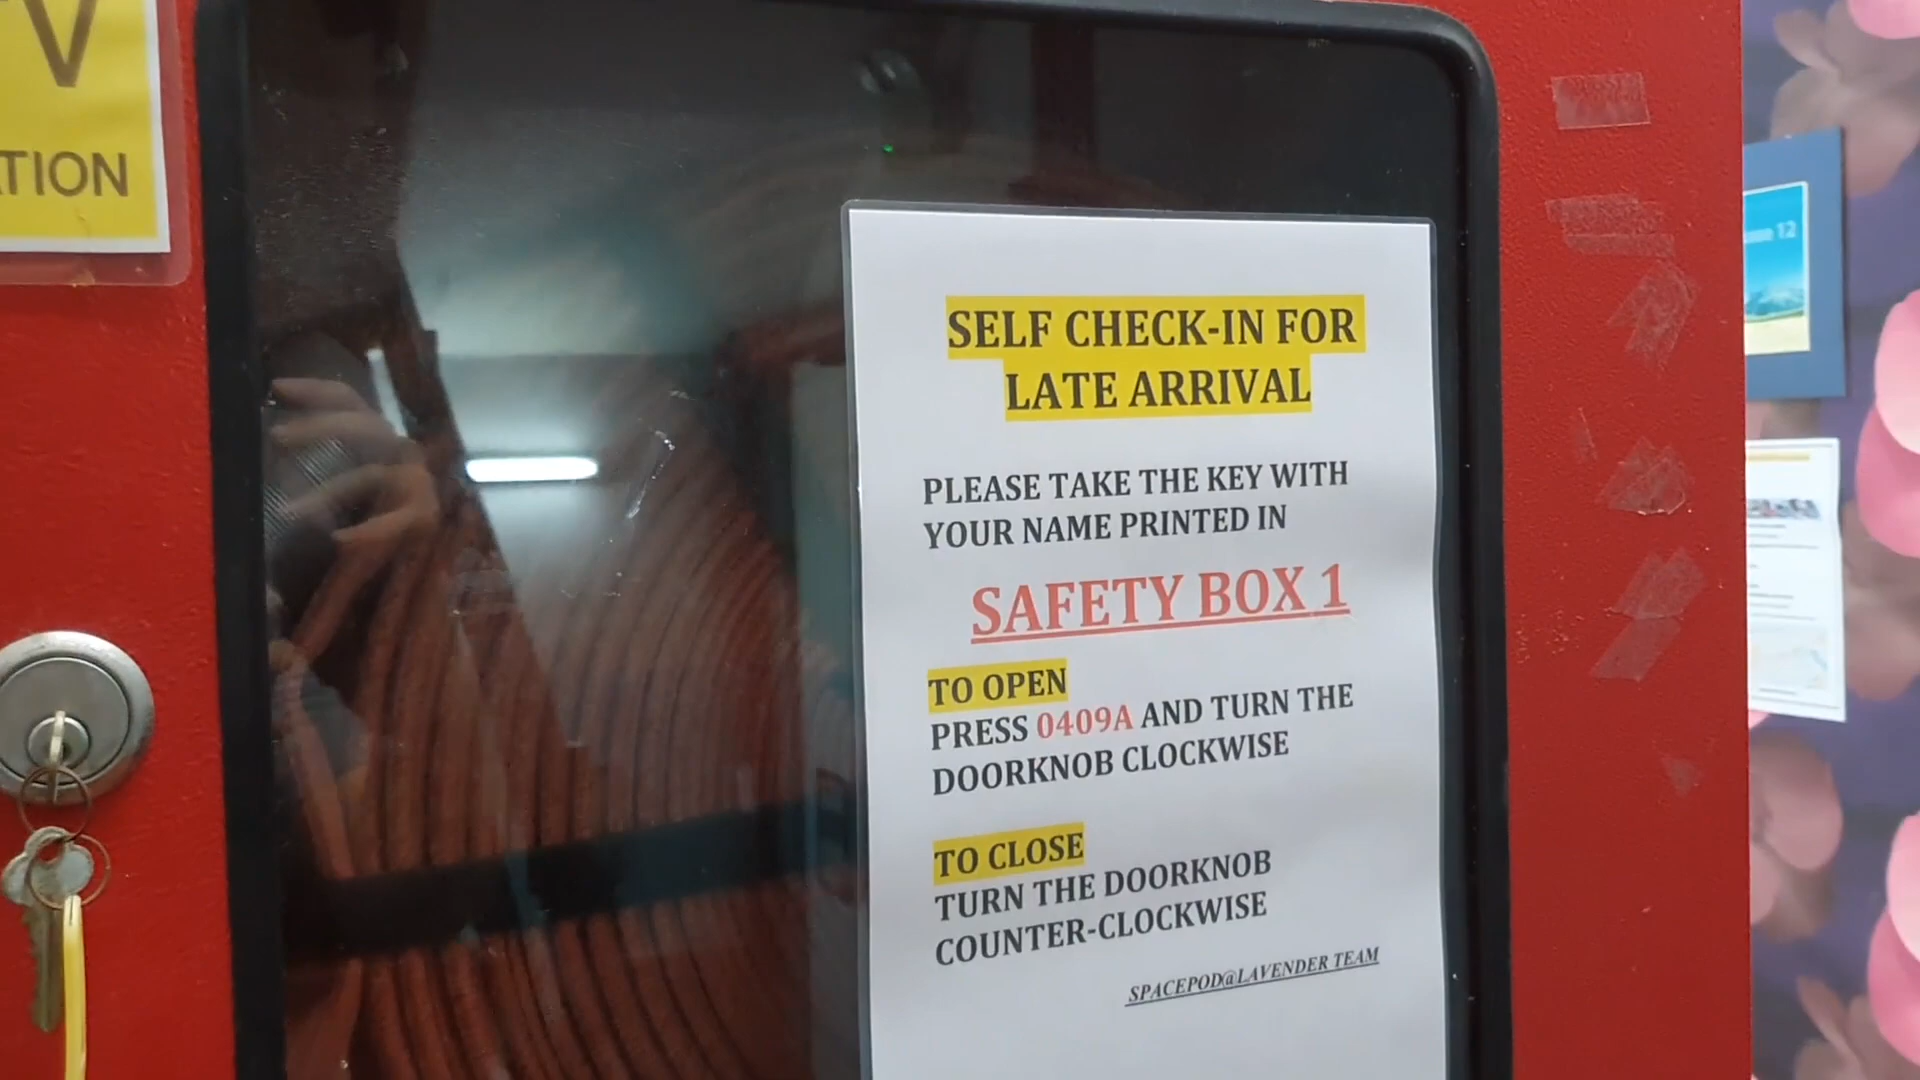 V
TION
SELF CHECK-IN FOR
LATE ARRIVAL
PLEASE TAKE THE KEY WITH
YOUR NAME PRINTED IN
SAFETY BOX 1
TO OPEN
PRESS 0409A AND TURN THE
DOORKNOB CLOCKWISE
TO CLOSE
TURN THE DOORKNOB
COUNTER-CLOCKWISE
SPACEPOD@LAVENDER TEAM
12